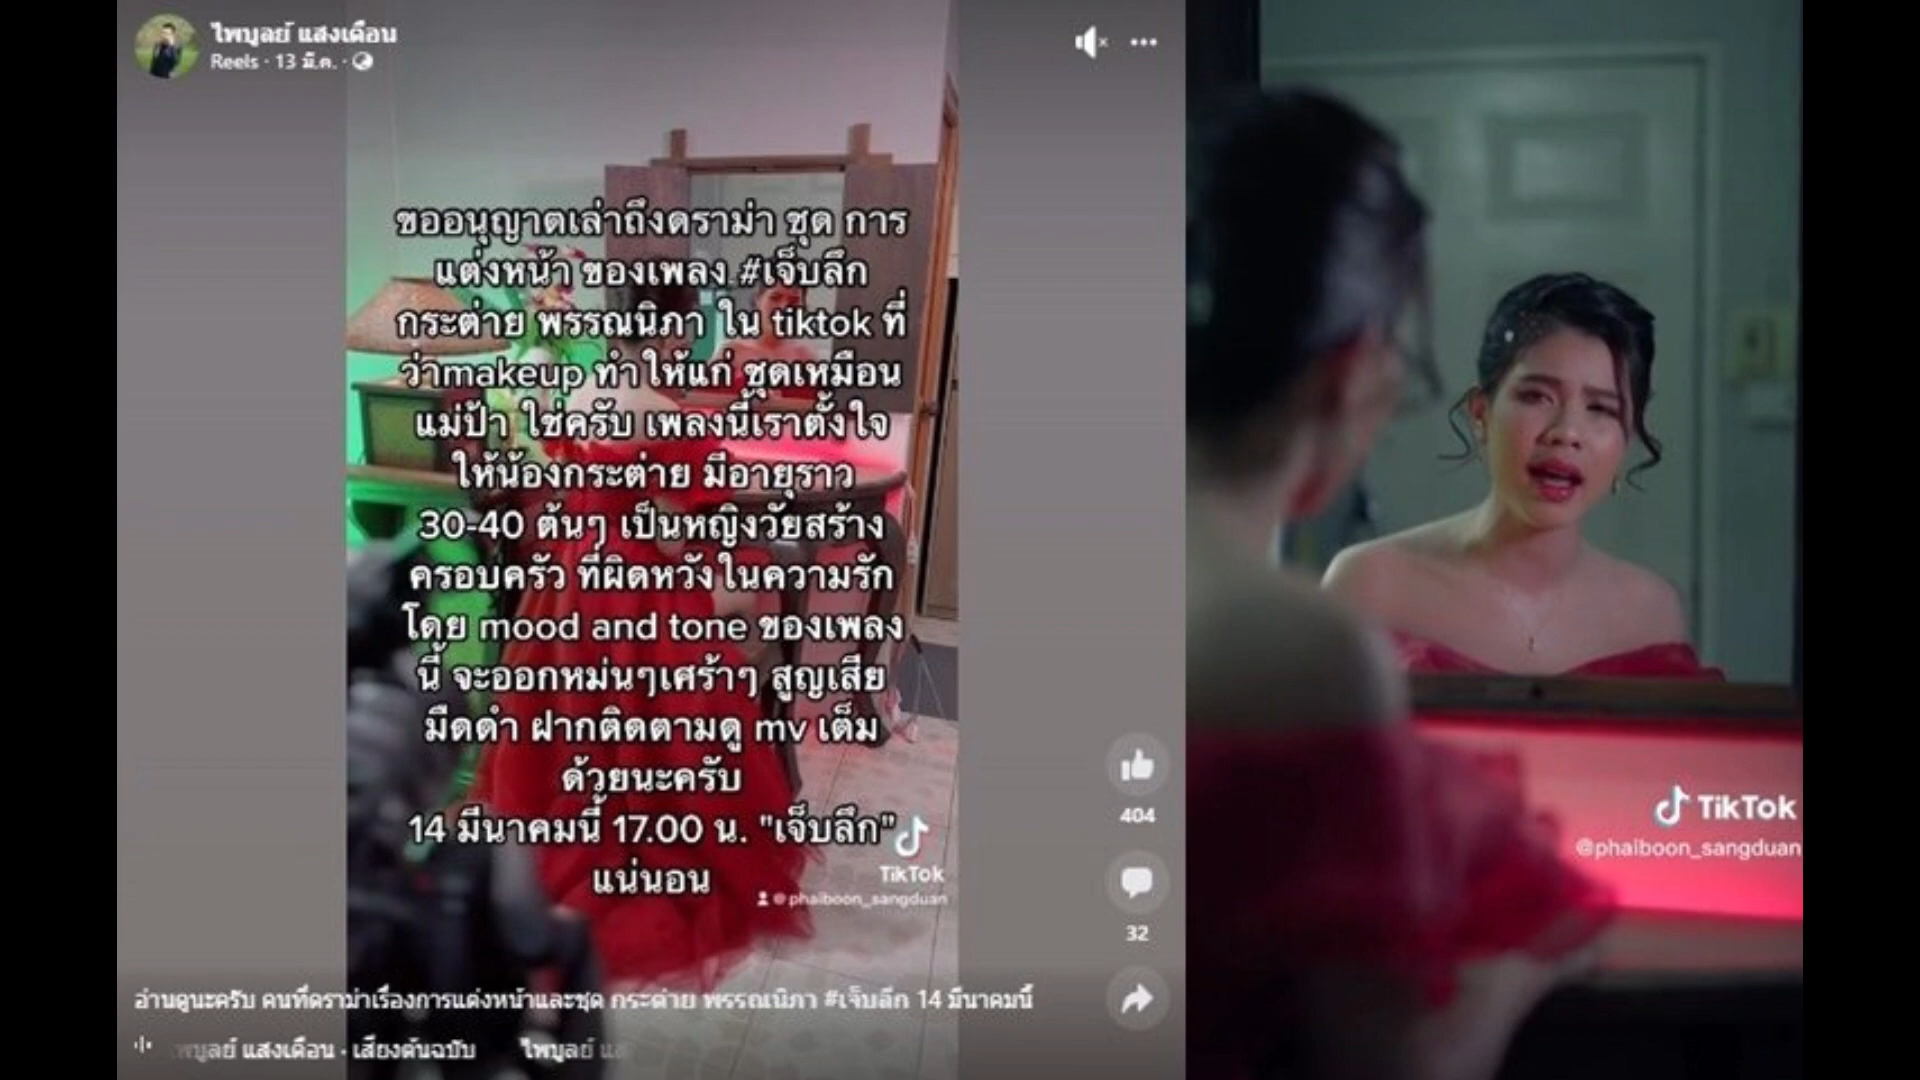 ไพบูลย์ แสงเดือน
Reels · 13 มี.ค. ·
ขออนุญาตเล่าถึงดราม่า ชุด การ
แต่งหน้า ของเพลง #เจ็บลึก
กระต่าย พรรณนิภา ใน tiktok ที่
ว่าmakeup ทำให้แก่ ชุดเหมือน
แม่ป้า ใช่ครับ เพลงนี้เราตั้งใจ
ให้น้องกระต่าย มีอายุราว
30-40 ต้นๆ เป็นหญิงวัยสร้าง
ครอบครัว ที่ผิดหวังในความรัก
โดย mood and tone ของเพลง
นี้ จะออกหม่นๆเศร้าๆ สูญเสีย
มืดดำ ฝากติดตามดู mv เต็ม
ด้วยนะครับ
14 มีนาคมนี้ 17.00 น. "เจ็บลึก"
แน่นอน
TikTok
@phaiboon_sangduan
404
32
อ่านดูนะครับ คนที่ดราม่าเรื่องการแต่งหน้าและชุด กระต่าย พรรณนิภา #เจ็บลึก 14 มีนาคมนี้
แสงเดือน · เสียงต้นฉบับ ไพบูลย์
TikTok
@phaiboon_sangduan